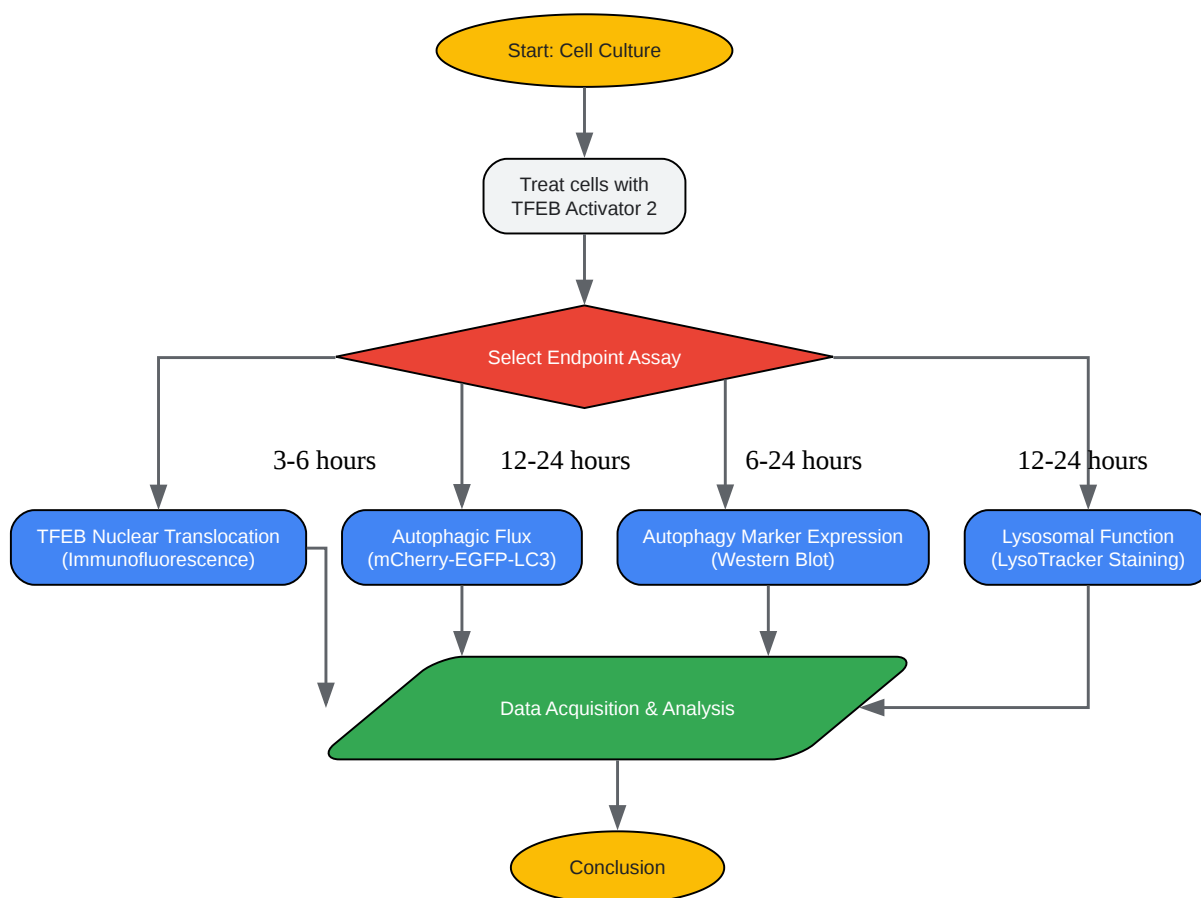 Start: Cell Culture
Treat cells with
TFEB Activator 2
Select Endpoint Assay
3-6 hours
12-24 hours
6-24 hours
12-24 hours
TFEB Nuclear Translocation
(Immunofluorescence)
Autophagic Flux
(mCherry-EGFP-LC3)
Autophagy Marker Expression
(Western Blot)
Lysosomal Function
(LysoTracker Staining)
Data Acquisition & Analysis
Conclusion